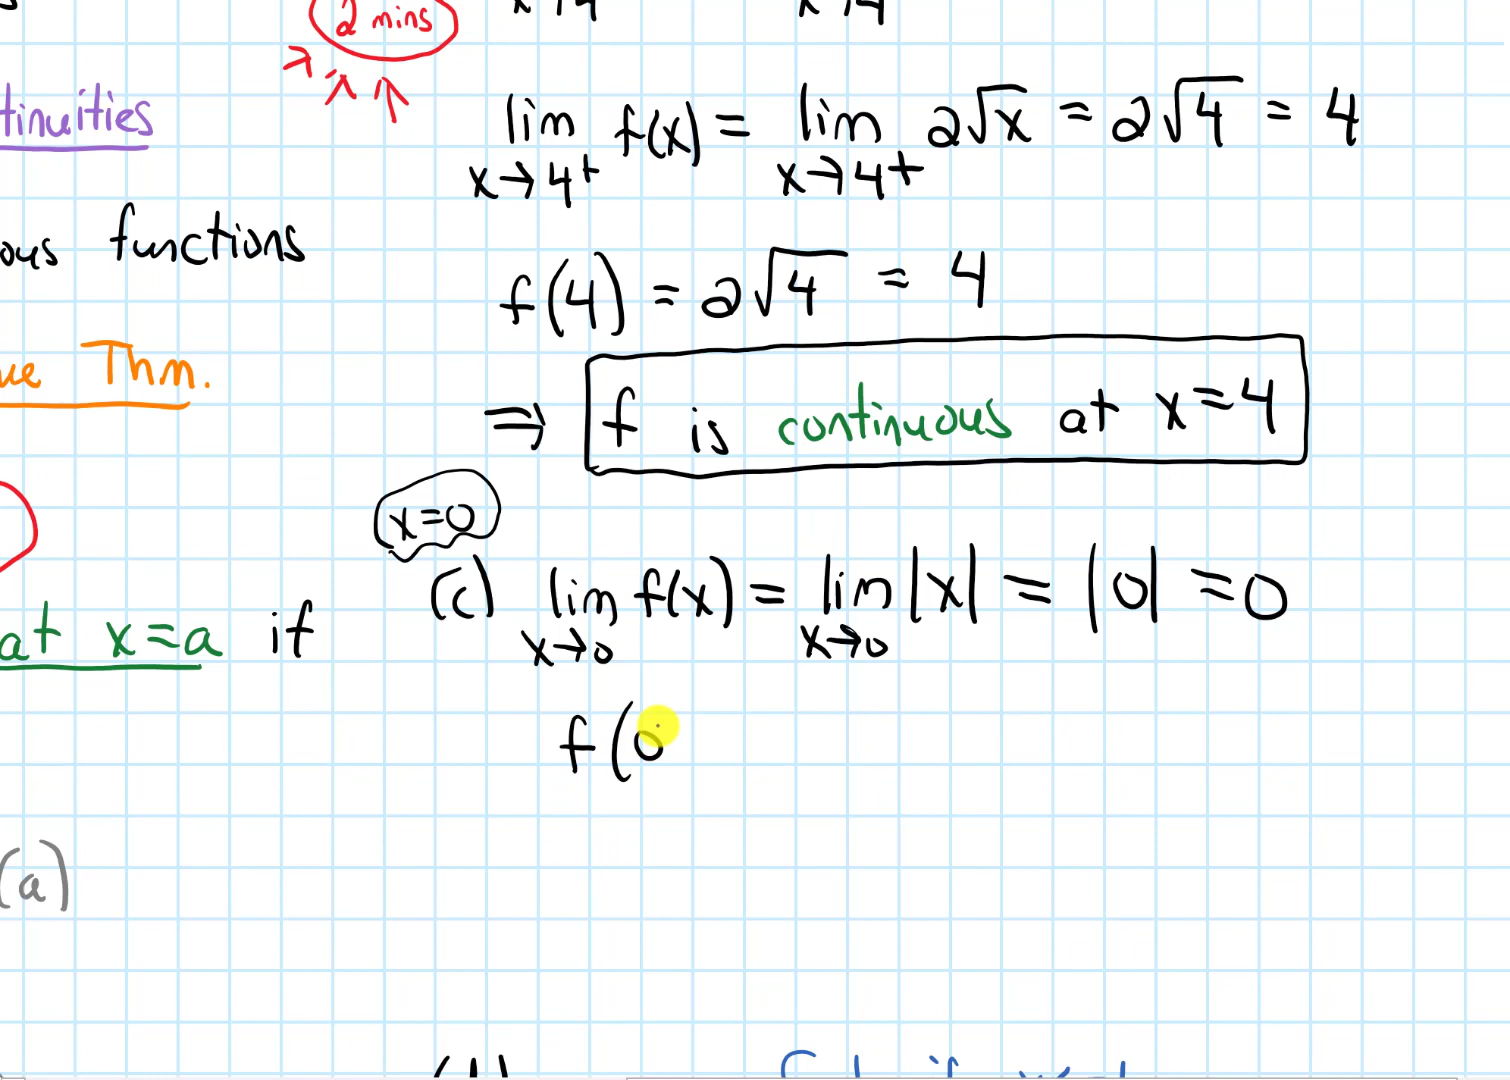 2 mins
lim f(x) = lim 2√x = 2√4 = 4
x→4+ x→4+
tinuities
ous functions
f(4) = 2√4 = 4
ue Thm.
⇒ f is continuous at x=4
x=0
(c) lim f(x) = lim |x| = |0| = 0
x→0 x→0
at x=a if
f(0
(a)